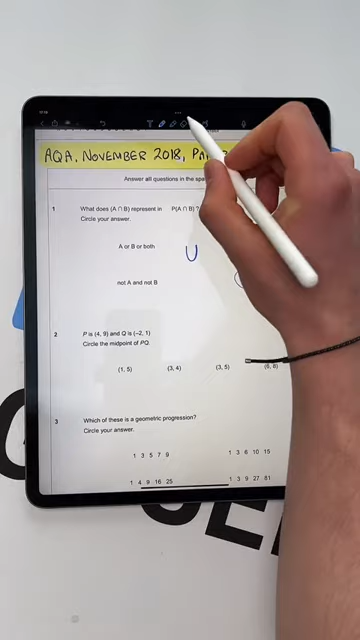 AQA, NOVEMBER 2018,
Answer all questions in the
1 What does (A ∩ B) represent in P(A ∩ B) ?
Circle your answer.
A or B or both
U
not A and not B
2 P is (4, 9) and Q is (−2, 1)
Circle the midpoint of PQ.
(1, 5) (3, 4) (3, 5) (6, 8)
3 Which of these is a geometric progression?
Circle your answer.
1 3 5 7 9 1 3 6 10 15
1 4 9 16 25 1 3 9 27 81